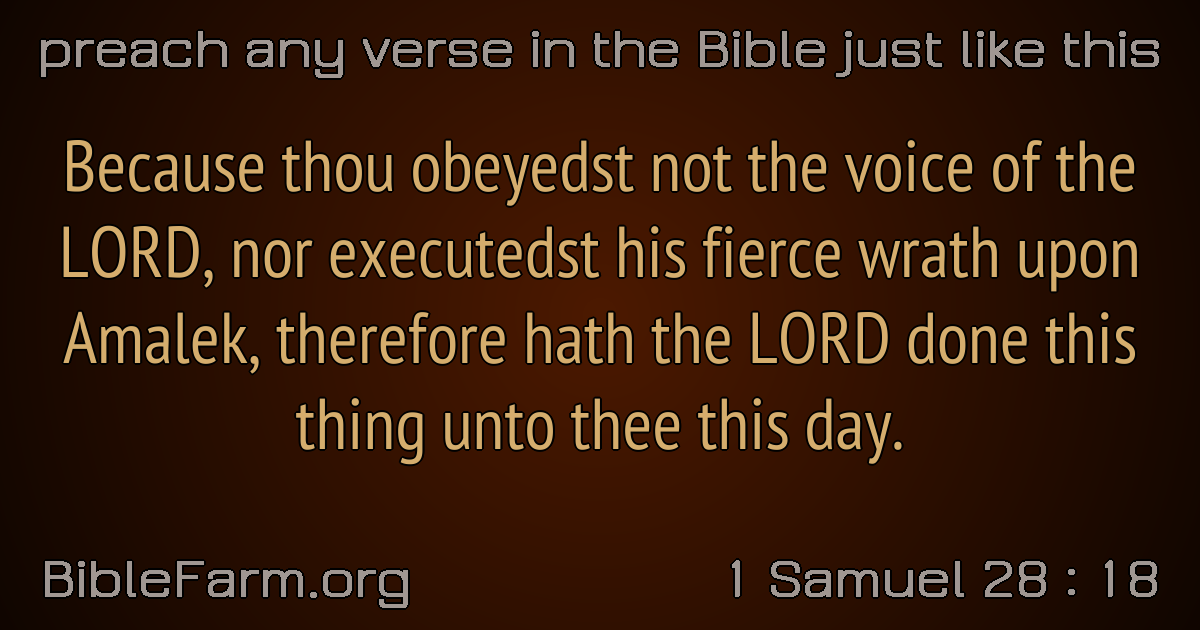 preach any verse in the Bible just like this
Because thou obeyedst not the voice of the
LORD, nor executedst his fierce wrath upon
Amalek, therefore hath the LORD done this
thing unto thee this day.
BibleFarm.org
1 Samuel 28 : 18